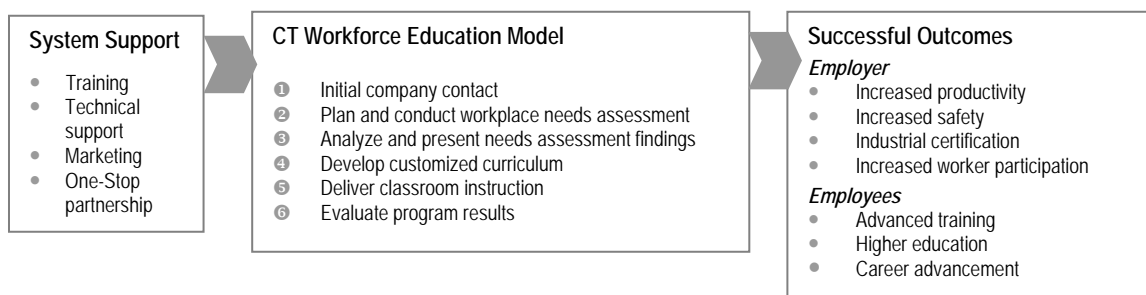 System Support
• Training
• Technical
support
• Marketing
• One-Stop
partnership
CT Workforce Education Model
❶ Initial company contact
❷ Plan and conduct workplace needs assessment
❸ Analyze and present needs assessment findings
❹ Develop customized curriculum
❺ Deliver classroom instruction
❻ Evaluate program results
Successful Outcomes
Employer
• Increased productivity
• Increased safety
• Industrial certification
• Increased worker participation
Employees
• Advanced training
• Higher education
• Career advancement